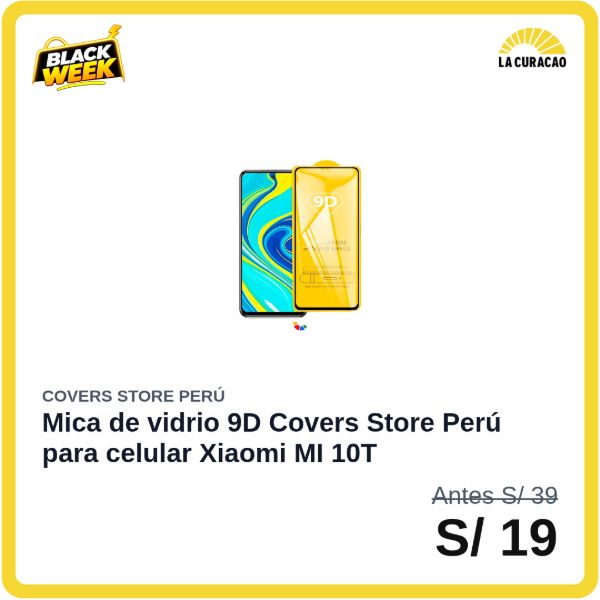 BLACK
WEEK
LA CURACAO
9D
COVERS STORE PERÚ
Mica de vidrio 9D Covers Store Perú
para celular Xiaomi MI 10T
Antes S/ 39
S/ 19